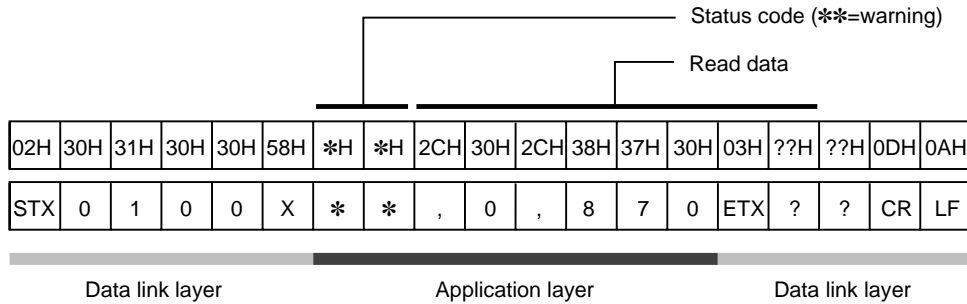 Status code (✻✻=warning)
Read data
02H 30H 31H 30H 30H 58H ✻H ✻H 2CH 30H 2CH 38H 37H 30H 03H ??H ??H 0DH 0AH
STX 0 1 0 0 X ✻ ✻ , 0 , 8 7 0 ETX ? ? CR LF
Data link layer Application layer Data link layer